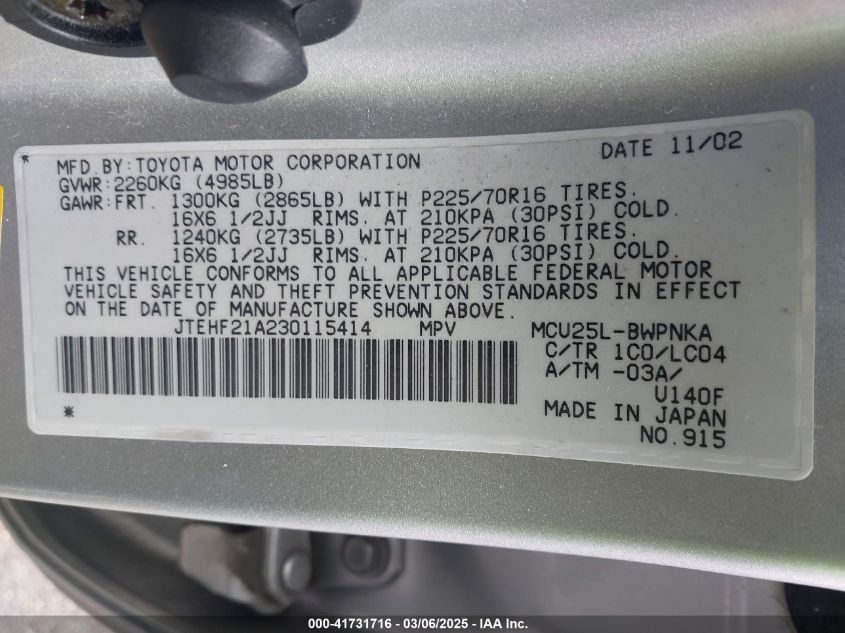 DATE 11/02
MFD.BY:TOYOTA MOTOR CORPORATION
GVWR:2260KG (4985LB)
GAWR:FRT. 1300KG (2865LB) WITH P225/70R16 TIRES.
16X6 1/2JJ RIMS. AT 210KPA (30PSI) COLD.
RR. 1240KG (2735LB) WITH P225/70R16 TIRES.
16X6 1/2JJ RIMS. AT 210KPA (30PSI) COLD.
THIS VEHICLE CONFORMS TO ALL APPLICABLE FEDERAL MOTOR
VEHICLE SAFETY AND THEFT PREVENTION STANDARDS IN EFFECT
ON THE DATE OF MANUFACTURE SHOWN ABOVE.
JTEHF21A230115414 MPV MCU25L-BWPNKA
C/TR 1C0/LC04
A/TM -03A/
U140F
MADE IN JAPAN
NO.915
000-41731716 — 03/06/2025 — IAA Inc.